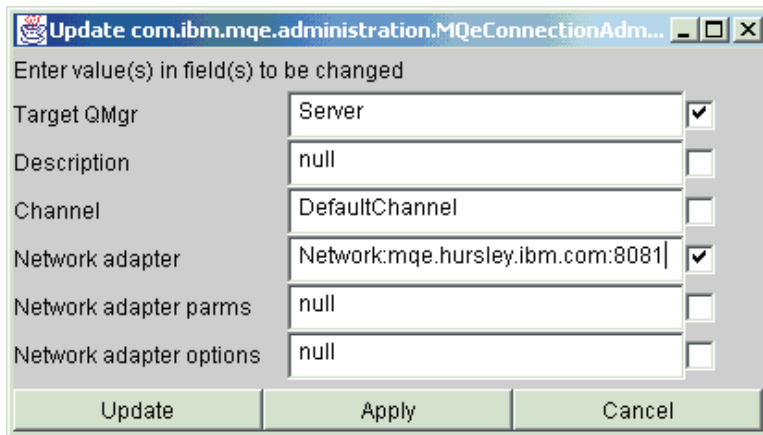 Update com.ibm.mqe.administration.MQeConnectionAdm...
Enter value(s) in field(s) to be changed
Target QMgr Server
Description null
Channel DefaultChannel
Network adapter Network:mqe.hursley.ibm.com:8081
Network adapter parms null
Network adapter options null
Update Apply Cancel